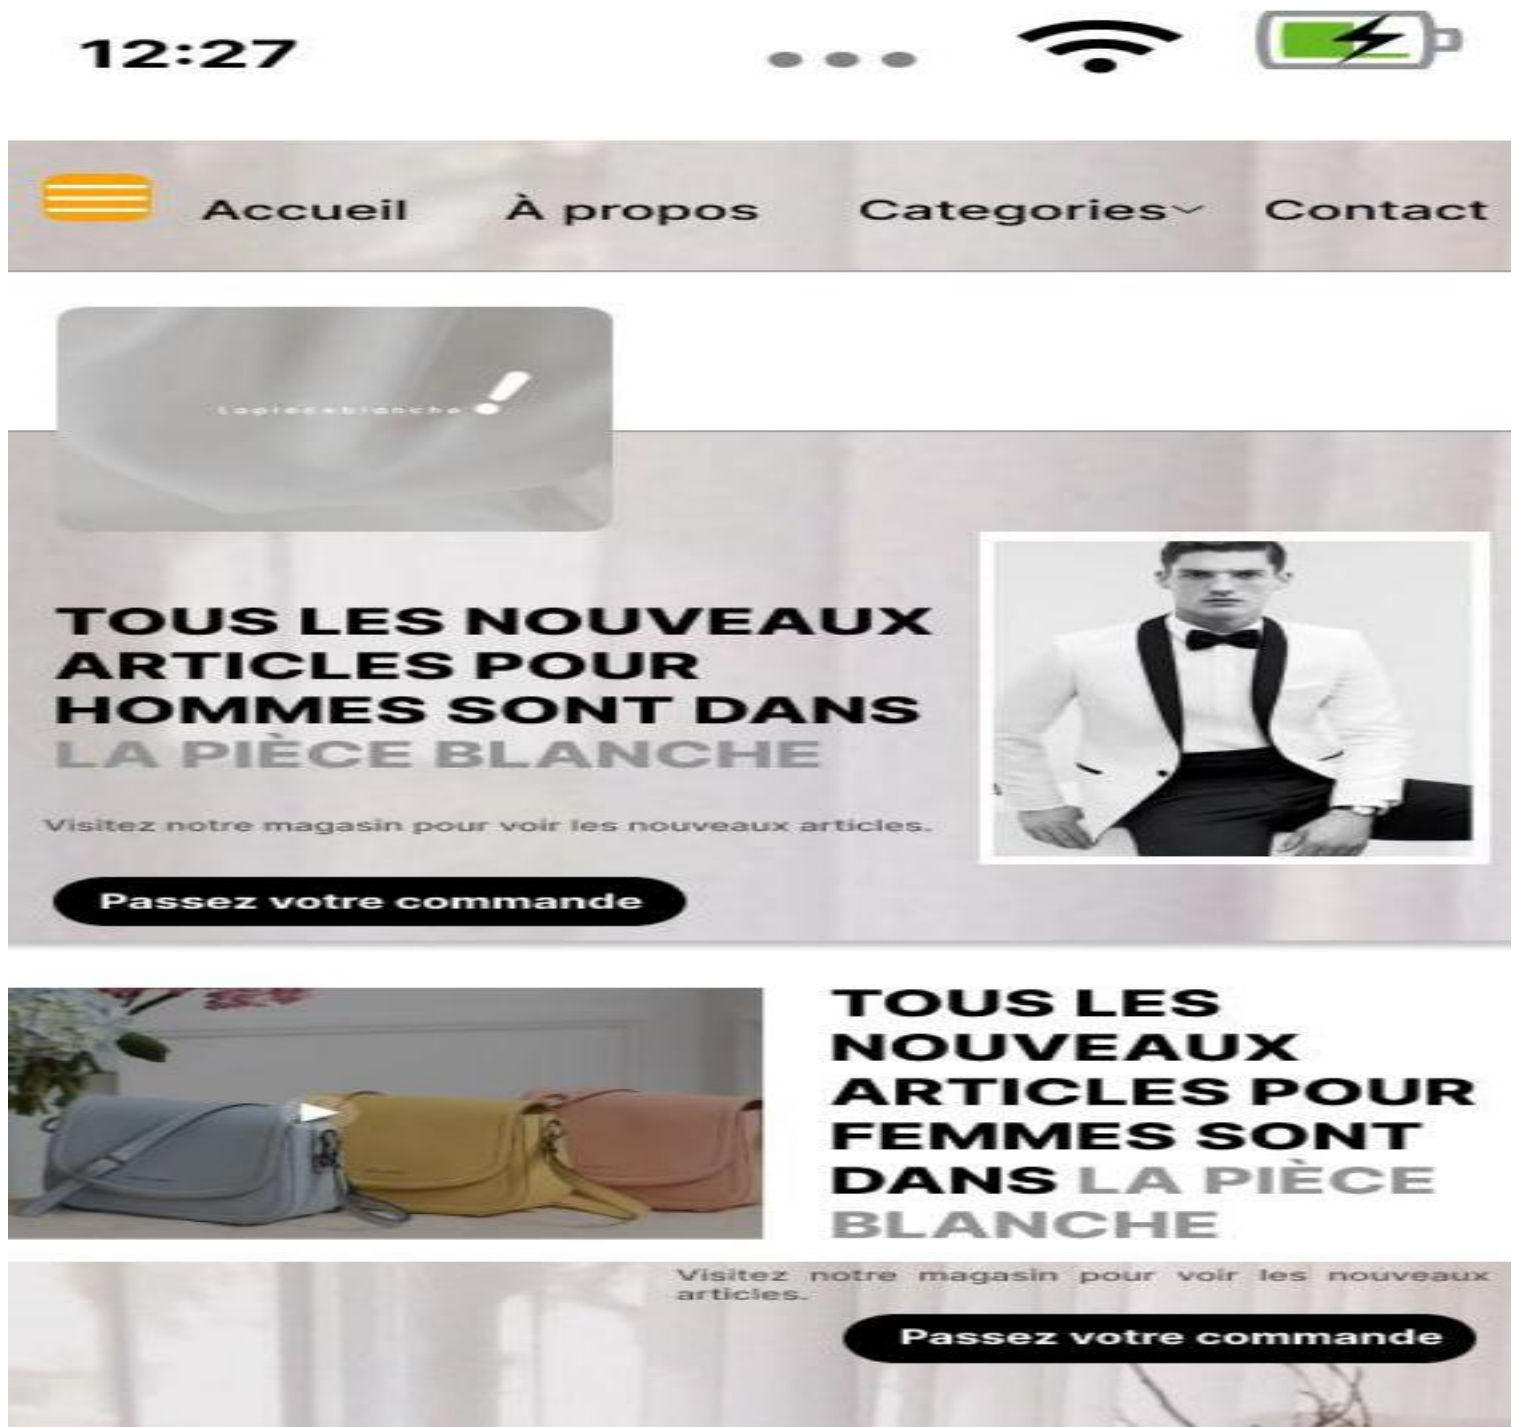 12:27
Accueil À propos Categories Contact
Lapieceblanche
TOUS LES NOUVEAUX
ARTICLES POUR
HOMMES SONT DANS
LA PIÈCE BLANCHE
Visitez notre magasin pour voir les nouveaux articles.
Passez votre commande
TOUS LES
NOUVEAUX
ARTICLES POUR
FEMMES SONT
DANS LA PIÈCE
BLANCHE
Visitez notre magasin pour voir les nouveaux
articles.
Passez votre commande